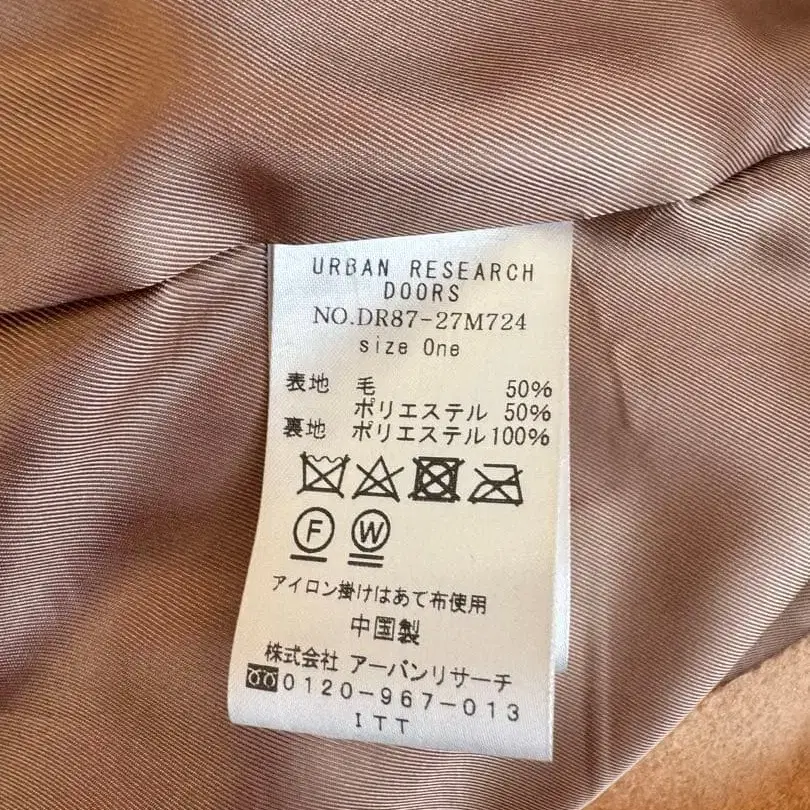 URBAN RESEARCH
DOORS
NO.DR87-27M724
size One
表地 毛 50%
ポリエステル 50%
裏地 ポリエステル100%
F W
アイロン掛けはあて布使用
中国製
株式会社 アーバンリサーチ
0120-967-013
ITT